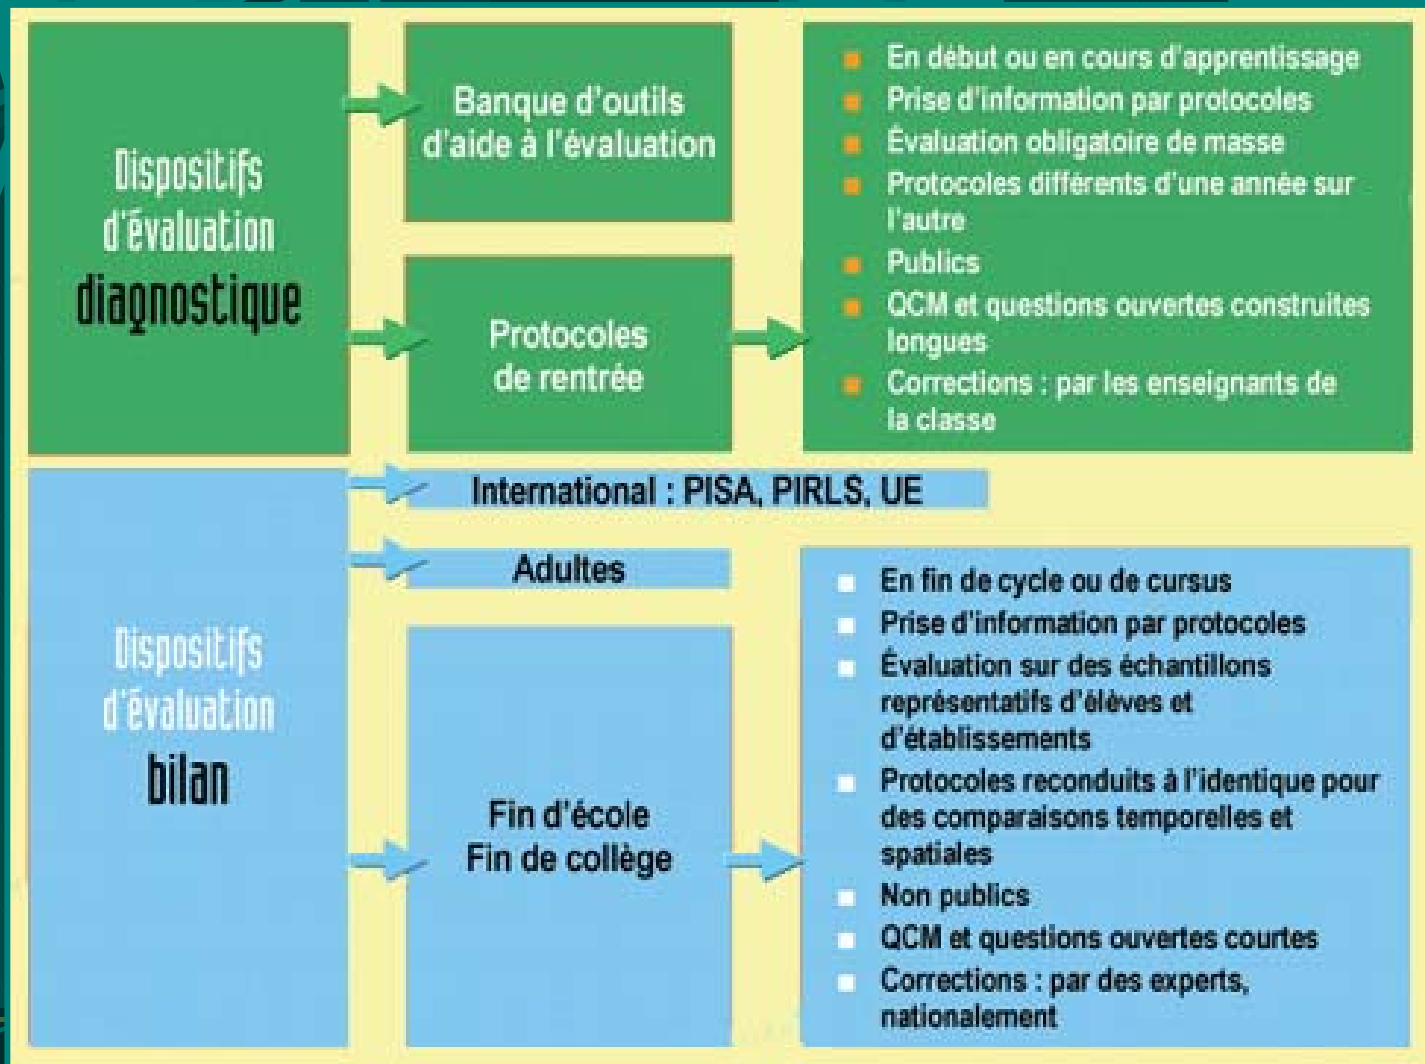 Dispositifs
d'évaluation
diagnostique
Banque d'outils
d'aide à l'évaluation
Protocoles
de rentrée
En début ou en cours d'apprentissage
Prise d'information par protocoles
Évaluation obligatoire de masse
Protocoles différents d'une année sur
l'autre
Publics
QCM et questions ouvertes construites
longues
Corrections : par les enseignants de
la classe
Dispositifs
d'évaluation
bilan
International : PISA, PIRLS, UE
Adultes
Fin d'école
Fin de collège
En fin de cycle ou de cursus
Prise d'information par protocoles
Évaluation sur des échantillons
représentatifs d'élèves et
d'établissements
Protocoles reconduits à l'identique pour
des comparaisons temporelles et
spatiales
Non publics
QCM et questions ouvertes courtes
Corrections : par des experts,
nationalement